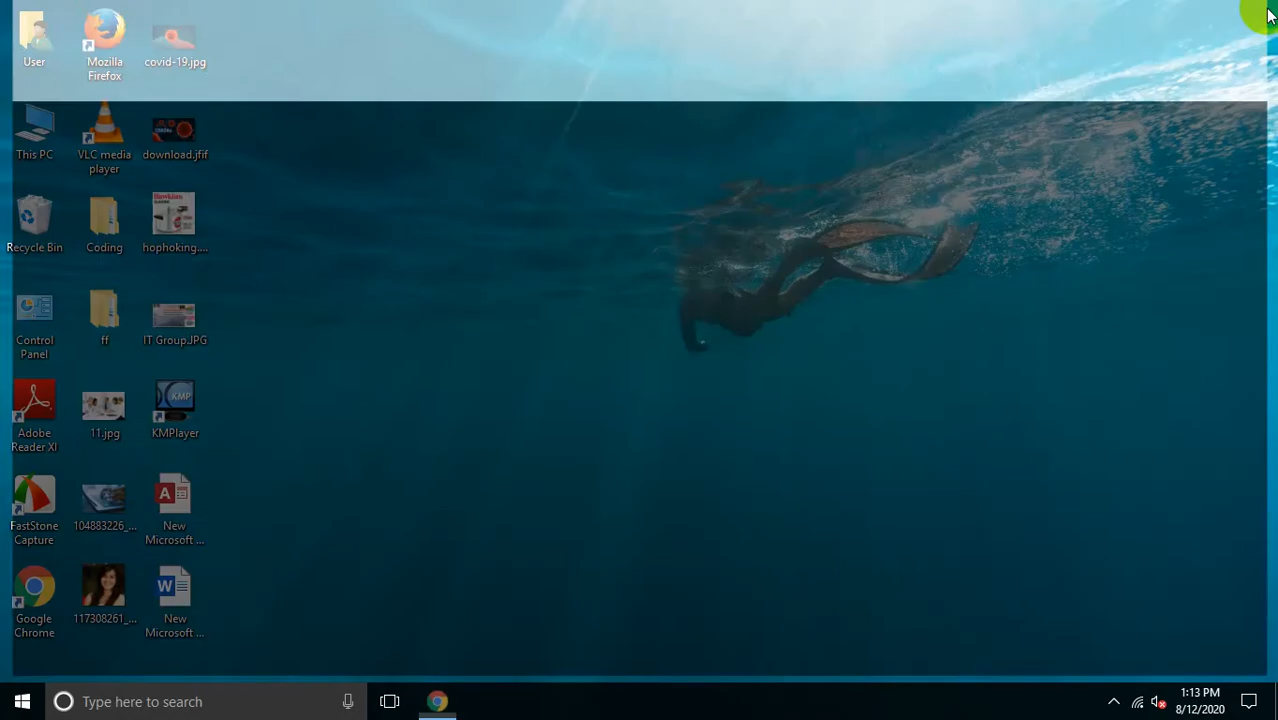 User
Mozilla
Firefox
covid-19.jpg
This PC
VLC media
player
download.jfif
Recycle Bin
Coding
hophoking....
Control
Panel
ff
IT Group.JPG
Adobe
Reader XI
11.jpg
KMP
KMPlayer
FastStone
Capture
104883226_...
New
Microsoft ...
Google
Chrome
117308261_...
New
Microsoft ...
Type here to search
1:13 PM
8/12/2020